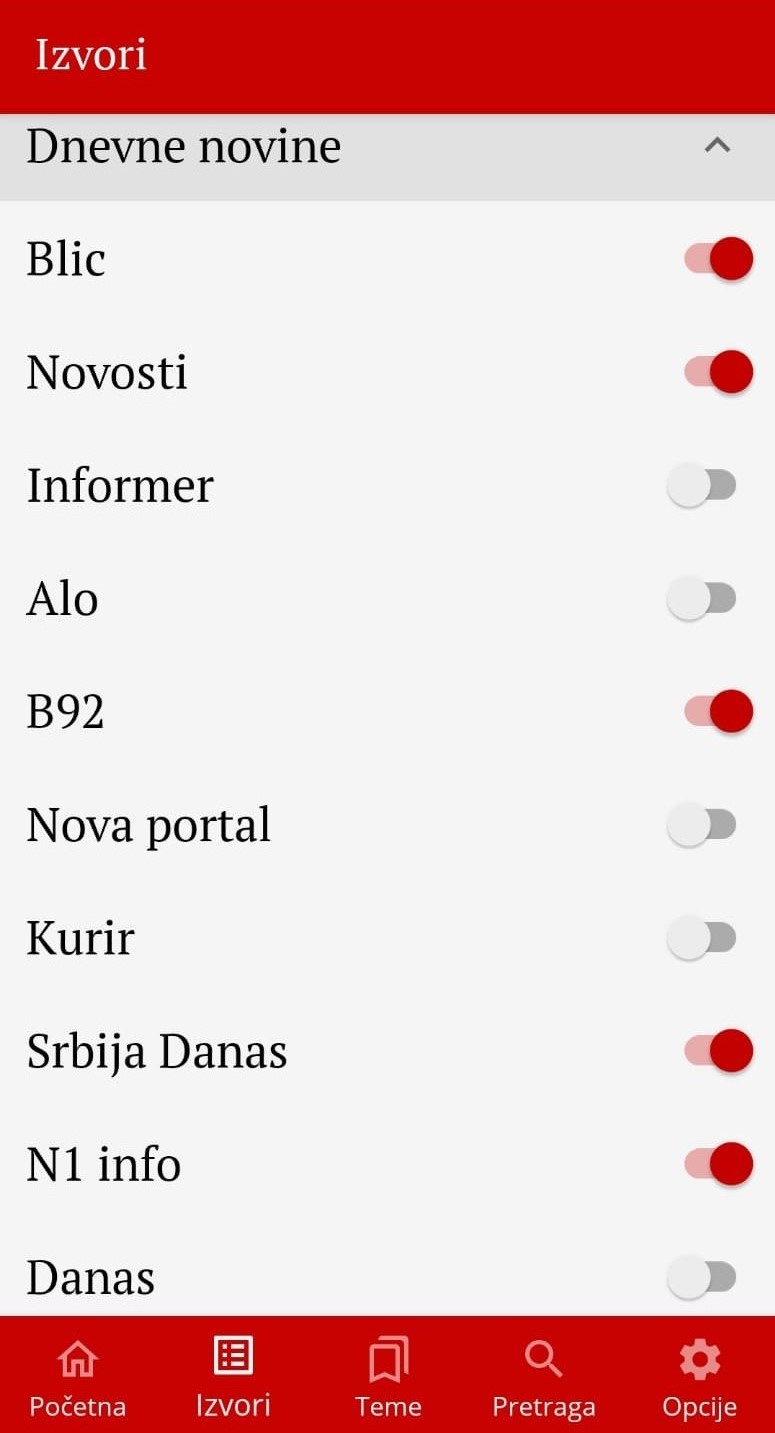 Izvori
Dnevne novine
Blic
Novosti
Informer
Alo
B92
Nova portal
Kurir
Srbija Danas
N1 info
Danas
Početna
Izvori
Teme
Pretraga
Opcije